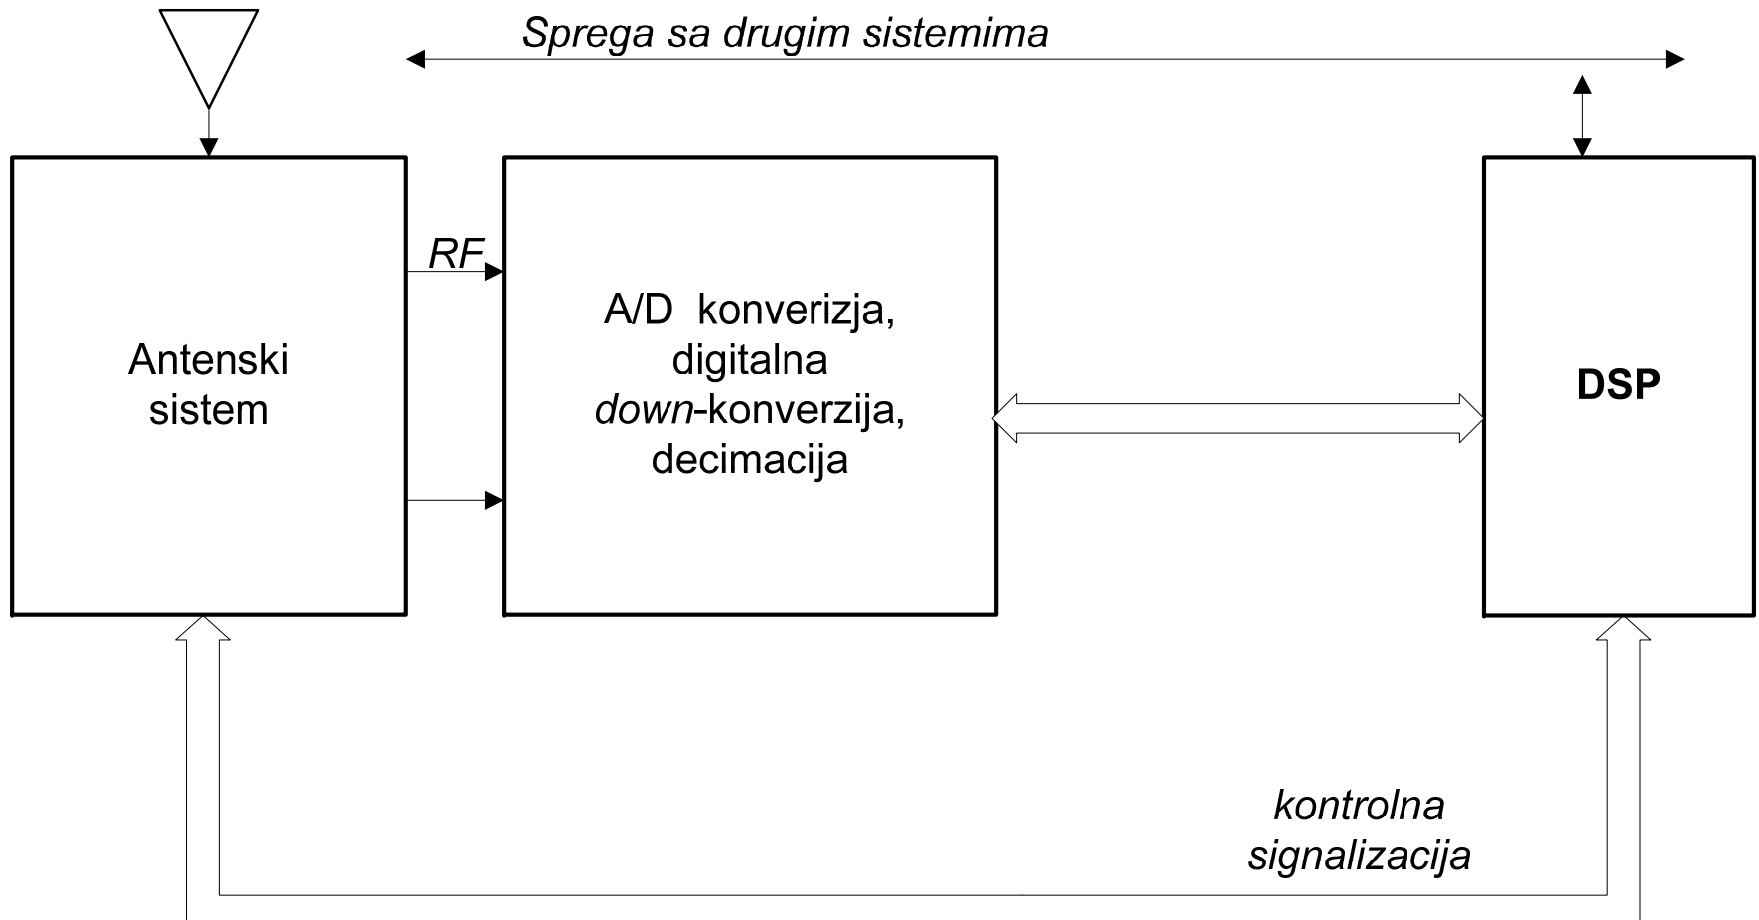 Sprega sa drugim sistemima
RF
Antenski
sistem
A/D konverizja,
digitalna
down-konverzija,
decimacija
DSP
kontrolna
signalizacija